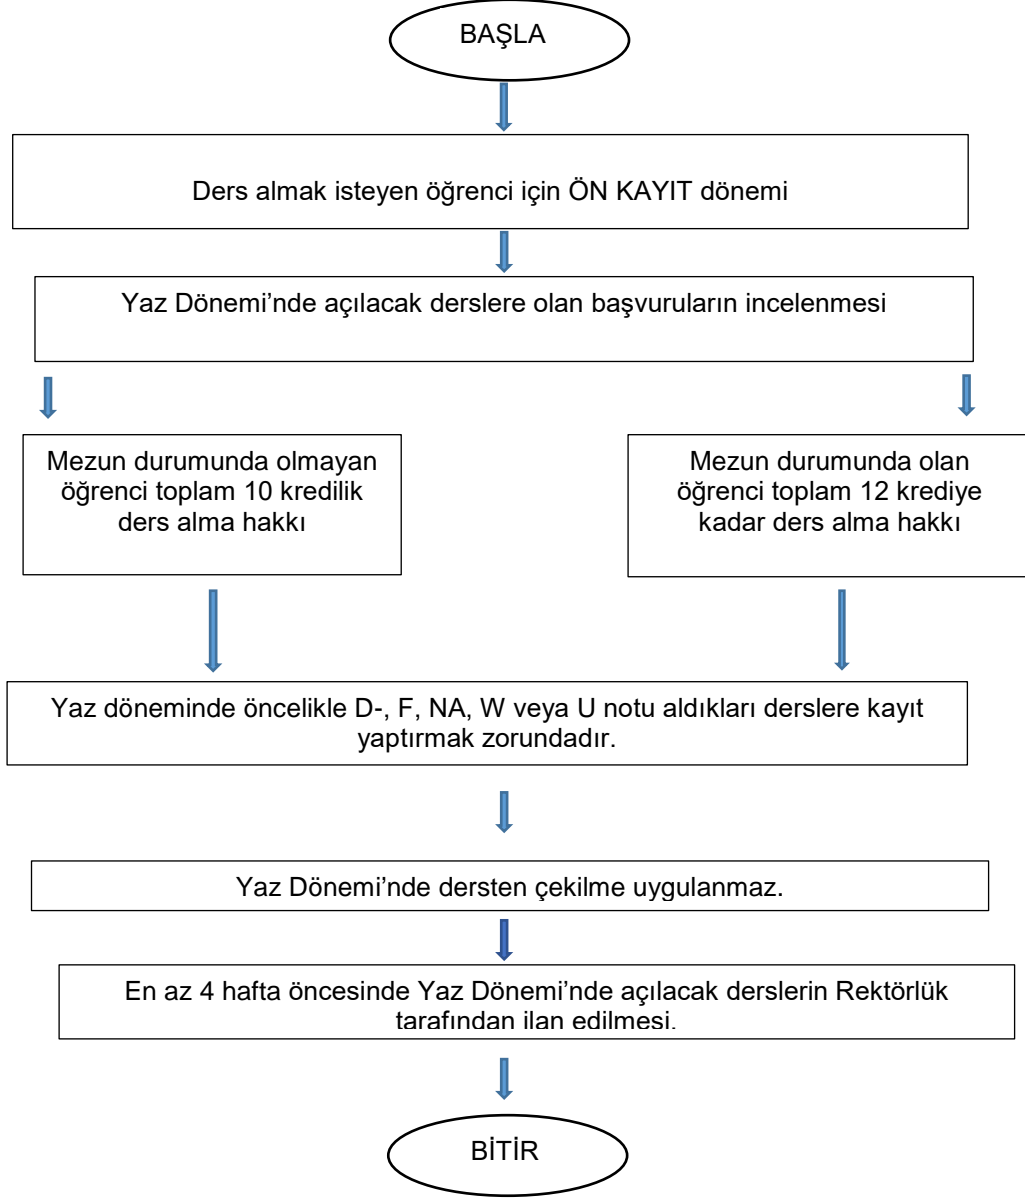 BAŞLA
Ders almak isteyen öğrenci için ÖN KAYIT dönemi
Yaz Dönemi’nde açılacak derslere olan başvuruların incelenmesi
Mezun durumunda olmayan
öğrenci toplam 10 kredilik
ders alma hakkı
Mezun durumunda olan
öğrenci toplam 12 krediye
kadar ders alma hakkı
Yaz döneminde öncelikle D-, F, NA, W veya U notu aldıkları derslere kayıt
yaptırmak zorundadır.
Yaz Dönemi’nde dersten çekilme uygulanmaz.
En az 4 hafta öncesinde Yaz Dönemi’nde açılacak derslerin Rektörlük
tarafından ilan edilmesi.
BİTİR